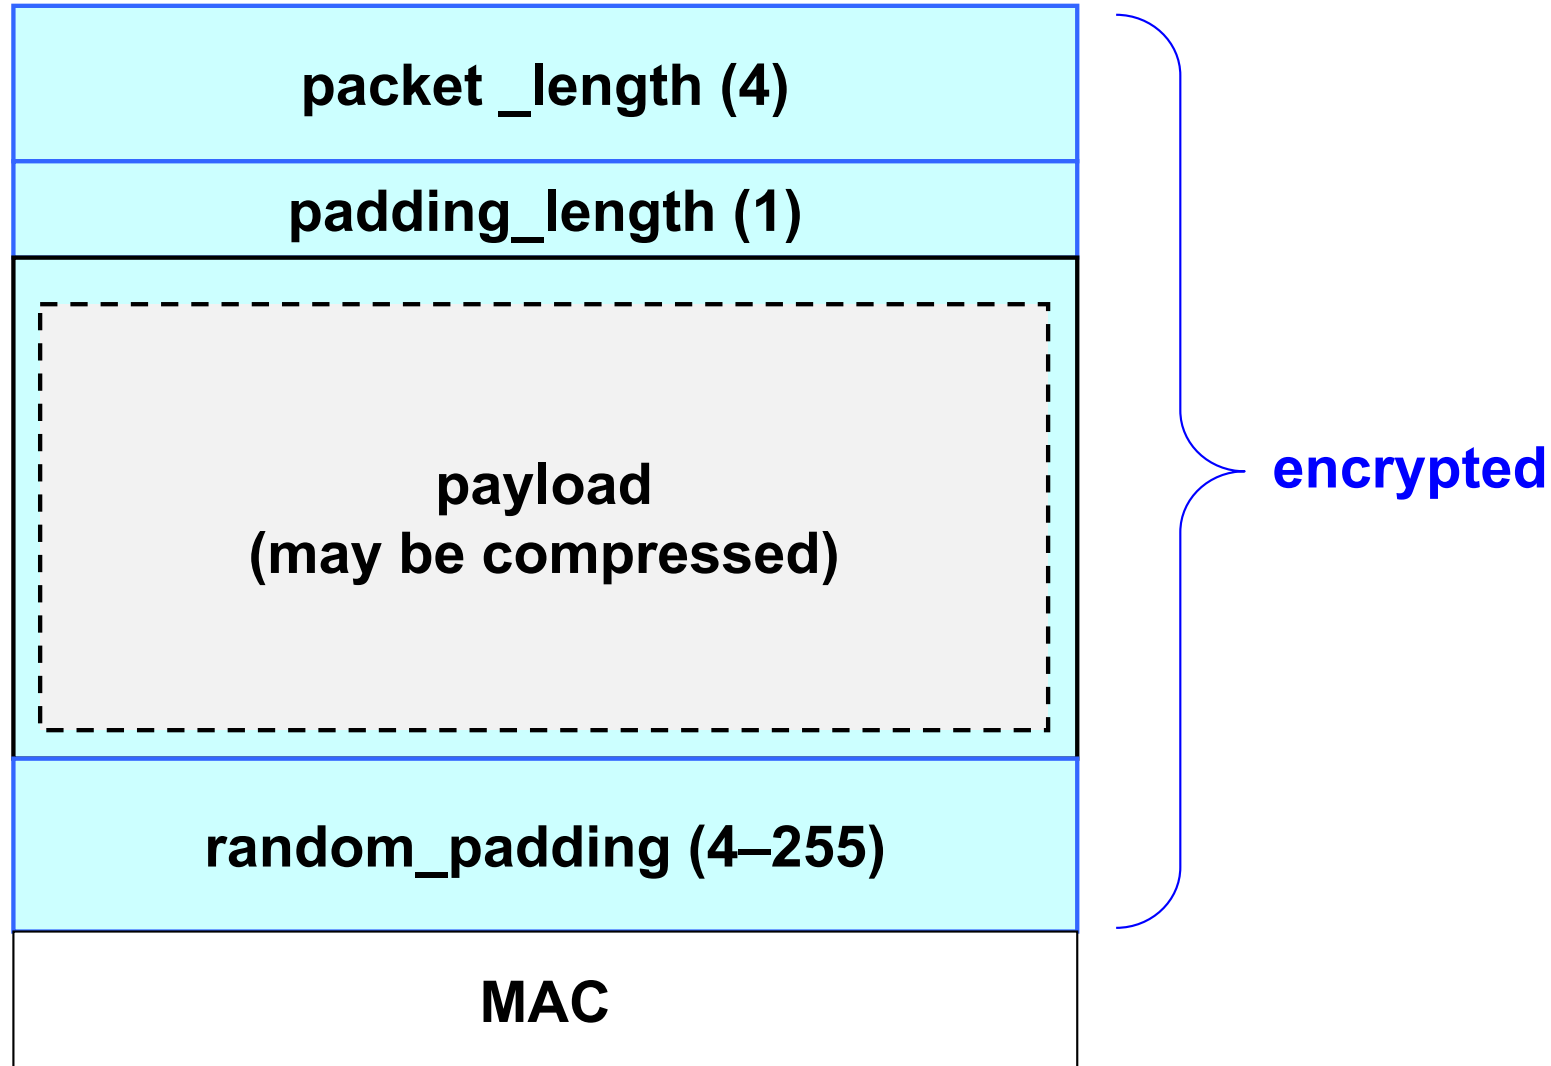 packet _length (4)
padding_length (1)
payload
(may be compressed)
encrypted
random_padding (4–255)
MAC